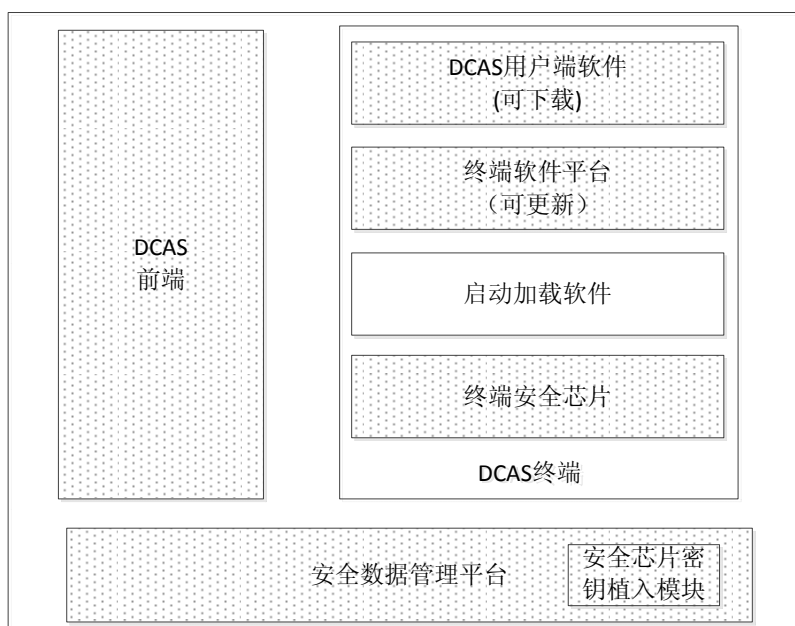 DCAS
前端
DCAS用户端软件
(可下载)
终端软件平台
（可更新）
启动加载软件
终端安全芯片
DCAS终端
安全数据管理平台
安全芯片密
钥植入模块